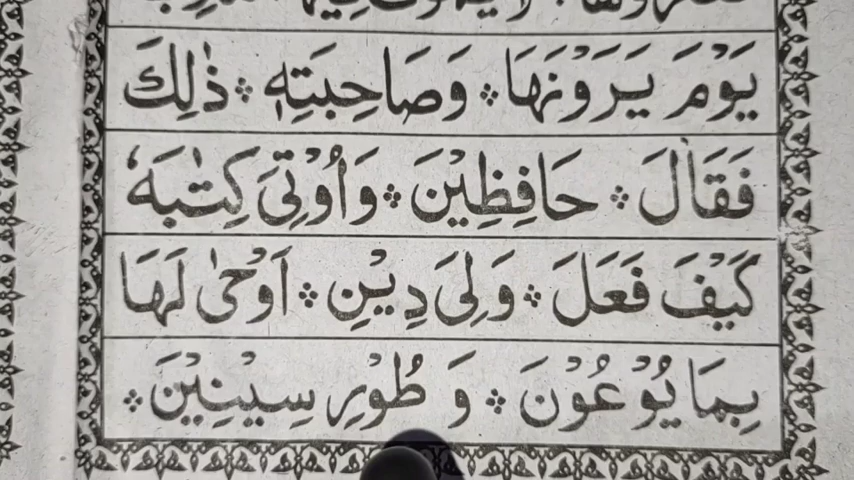 يَوْمَ يَرَوْنَهَا ۞ وَصَاحِبَتِهٖ ۞ ذٰلِكَ
فَقَالَ ۞ حَافِظِيْنَ ۞ وَاُوْتِيَ كِتٰبَهٗ
كَيْفَ فَعَلَ ۞ وَلِىَ دِيْنِ ۞ اَوْحٰى لَهَا
بِمَا يُوْعُوْنَ ۞ وَ طُوْرِ سِيْنِيْنَ ۞